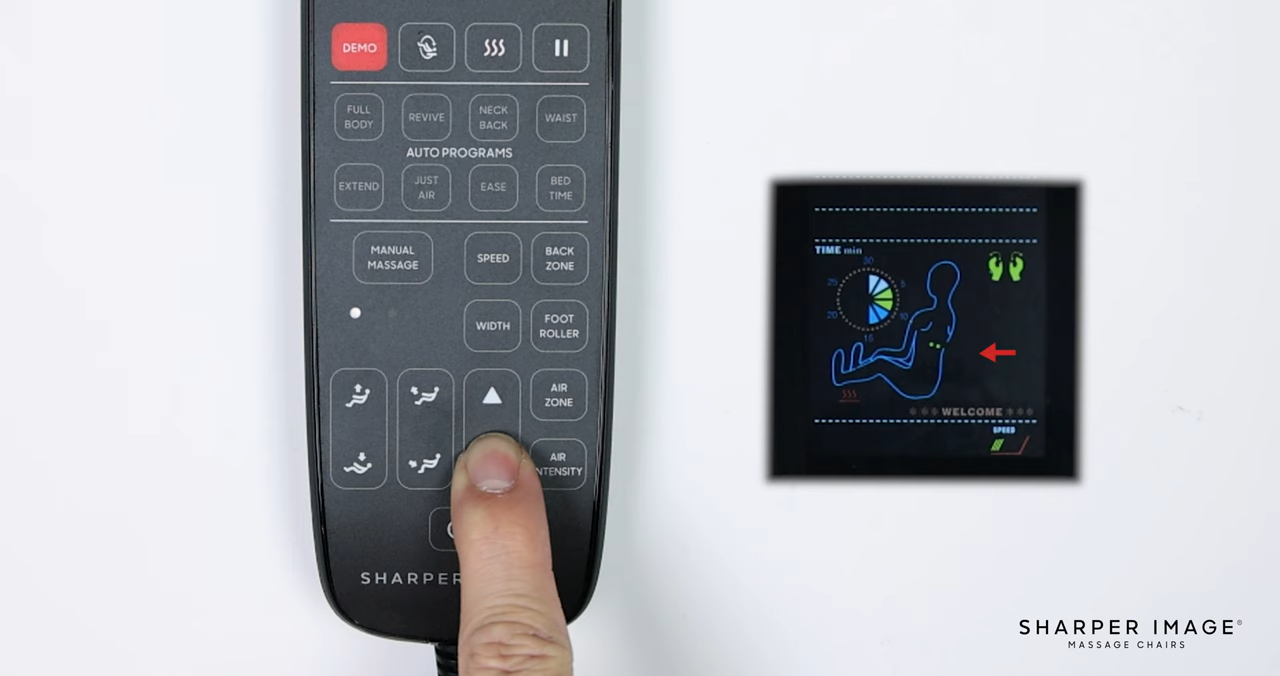 DEMO
FULL
BODY
REVIVE
NECK
BACK
WAIST
AUTO PROGRAMS
EXTEND
JUST
AIR
EASE
BED
TIME
MANUAL
MASSAGE
SPEED
BACK
ZONE
WIDTH
FOOT
ROLLER
AIR
ZONE
AIR
NTENSITY
SHARPER
TIME min
30
25
5
20
10
15
WELCOME
SPEED
SHARPER IMAGE®
MASSAGE CHAIRS